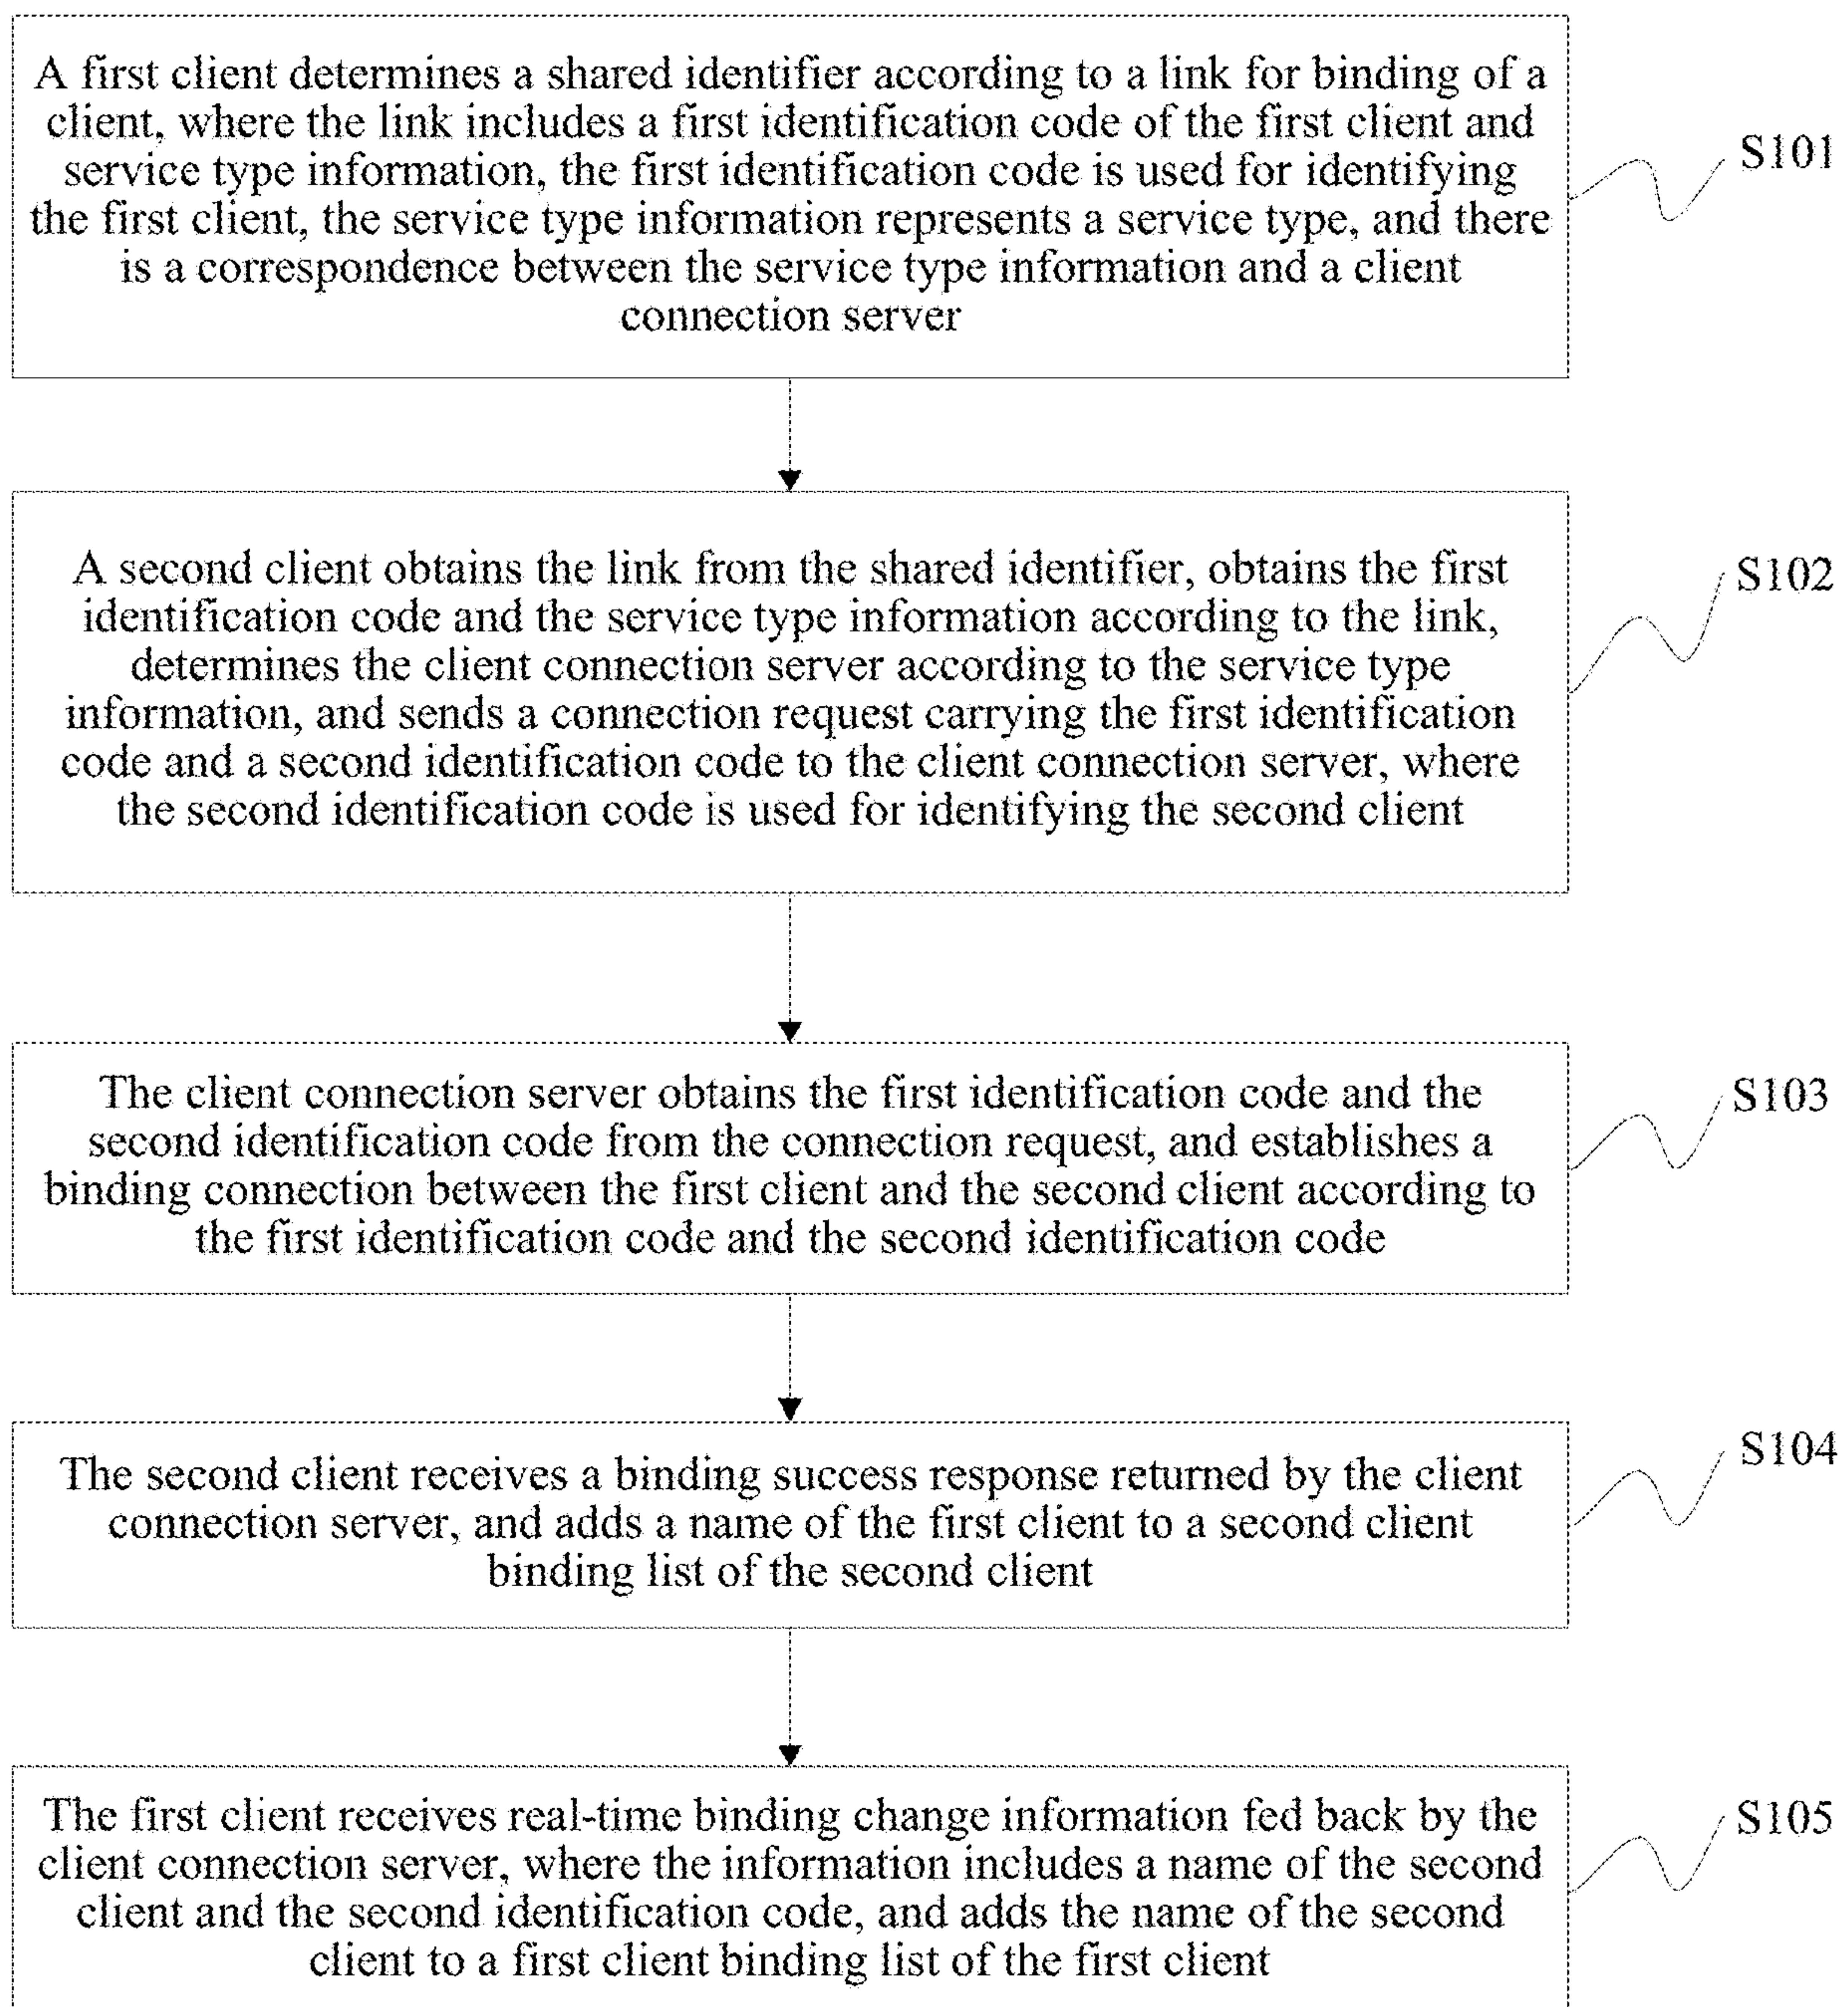 A first client determines a shared identifier according to a link for binding of a
client, where the link includes a first identification code of the first client and
service type information, the first identification code is used for identifying
the first client, the service type information represents a service type, and there
is a correspondence between the service type information and a client
connection server
S101
A second client obtains the link from the shared identifier, obtains the first
identification code and the service type information according to the link,
determines the client connection server according to the service type
information, and sends a connection request carrying the first identification
code and a second identification code to the client connection server, where
the second identification code is used for identifying the second client
S102
The client connection server obtains the first identification code and the
second identification code from the connection request, and establishes a
binding connection between the first client and the second client according to
the first identification code and the second identification code
S103
The second client receives a binding success response returned by the client
connection server, and adds a name of the first client to a second client
binding list of the second client
S104
The first client receives real-time binding change information fed back by the
client connection server, where the information includes a name of the second
client and the second identification code, and adds the name of the second
client to a first client binding list of the first client
S105